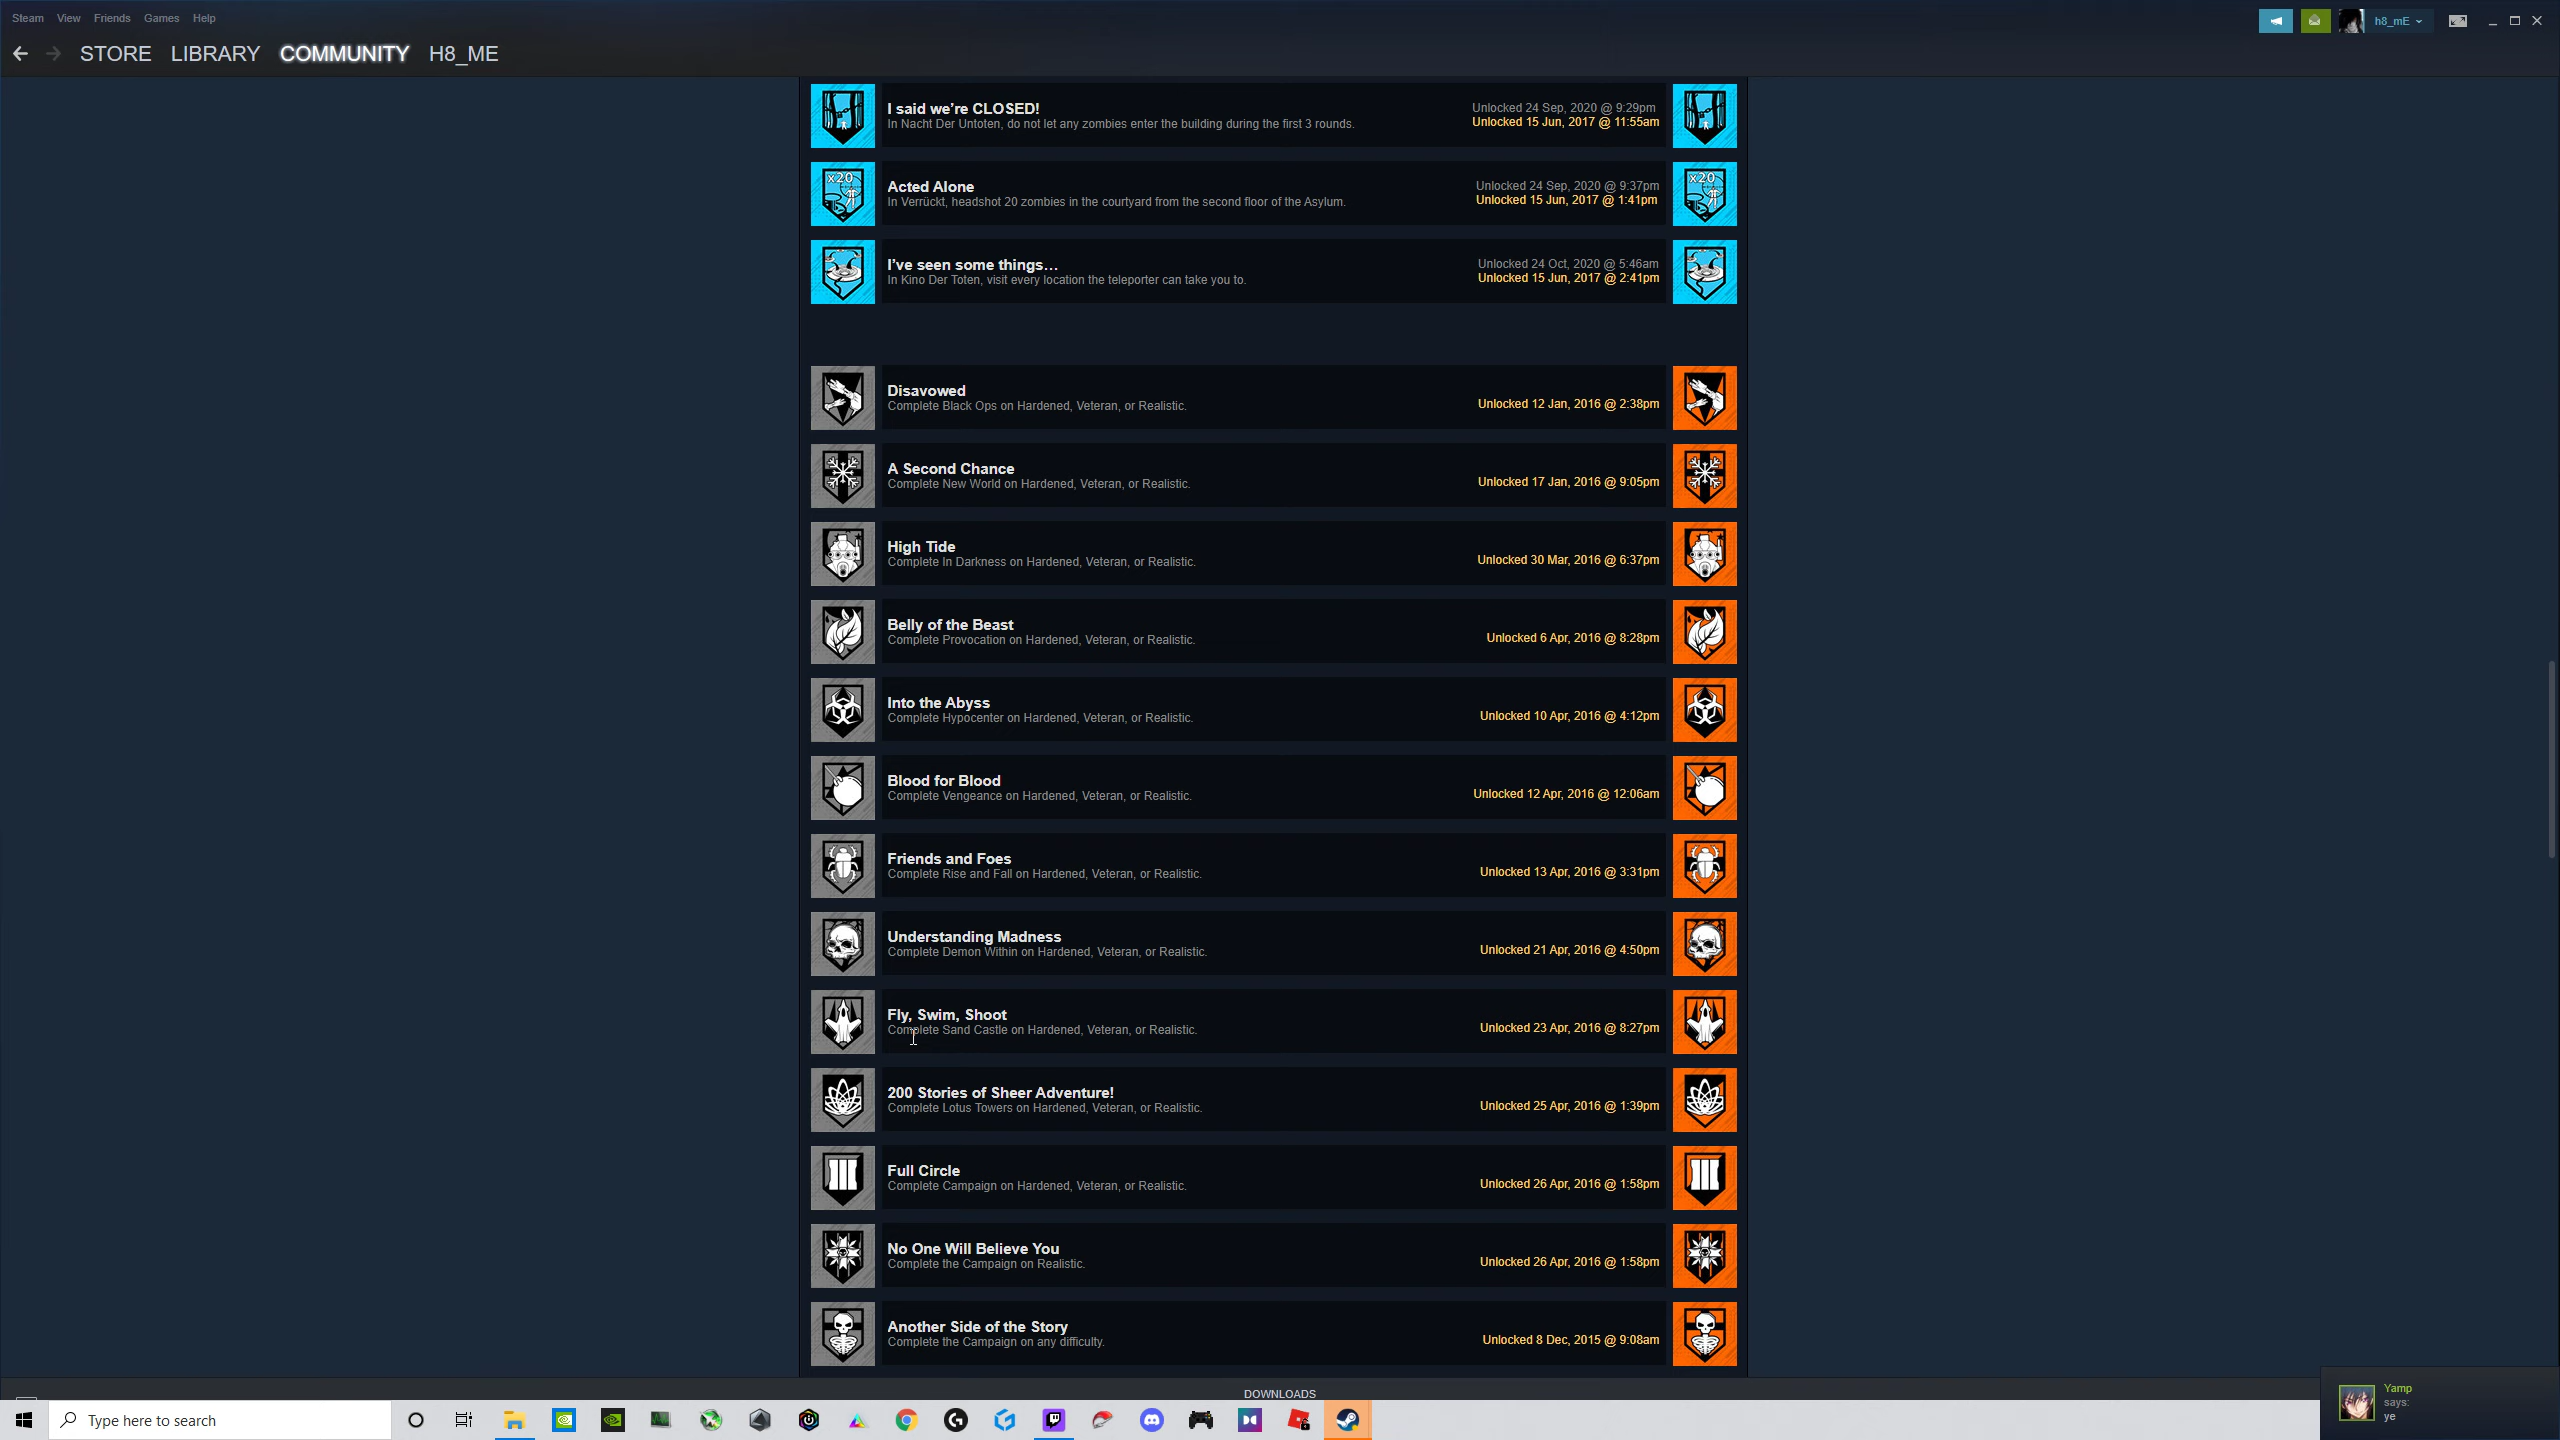 Steam View Friends Games Help
h8_mE
STORE LIBRARY COMMUNITY H8_ME
I said we're CLOSED!
In Nacht Der Untoten, do not let any zombies enter the building during the first 3 rounds.
Unlocked 24 Sep, 2020 @ 9:29pm
Unlocked 15 Jun, 2017 @ 11:55am
x20
Acted Alone
In Verrückt, headshot 20 zombies in the courtyard from the second floor of the Asylum.
Unlocked 24 Sep, 2020 @ 9:37pm
Unlocked 15 Jun, 2017 @ 1:41pm
x20
I've seen some things…
In Kino Der Toten, visit every location the teleporter can take you to.
Unlocked 24 Oct, 2020 @ 5:46am
Unlocked 15 Jun, 2017 @ 2:41pm
Disavowed
Complete Black Ops on Hardened, Veteran, or Realistic.
Unlocked 12 Jan, 2016 @ 2:38pm
A Second Chance
Complete New World on Hardened, Veteran, or Realistic.
Unlocked 17 Jan, 2016 @ 9:05pm
High Tide
Complete In Darkness on Hardened, Veteran, or Realistic.
Unlocked 30 Mar, 2016 @ 6:37pm
Belly of the Beast
Complete Provocation on Hardened, Veteran, or Realistic.
Unlocked 6 Apr, 2016 @ 8:28pm
Into the Abyss
Complete Hypocenter on Hardened, Veteran, or Realistic.
Unlocked 10 Apr, 2016 @ 4:12pm
Blood for Blood
Complete Vengeance on Hardened, Veteran, or Realistic.
Unlocked 12 Apr, 2016 @ 12:06am
Friends and Foes
Complete Rise and Fall on Hardened, Veteran, or Realistic.
Unlocked 13 Apr, 2016 @ 3:31pm
Understanding Madness
Complete Demon Within on Hardened, Veteran, or Realistic.
Unlocked 21 Apr, 2016 @ 4:50pm
Fly, Swim, Shoot
Complete Sand Castle on Hardened, Veteran, or Realistic.
Unlocked 23 Apr, 2016 @ 8:27pm
200 Stories of Sheer Adventure!
Complete Lotus Towers on Hardened, Veteran, or Realistic.
Unlocked 25 Apr, 2016 @ 1:39pm
Full Circle
Complete Campaign on Hardened, Veteran, or Realistic.
Unlocked 26 Apr, 2016 @ 1:58pm
No One Will Believe You
Complete the Campaign on Realistic.
Unlocked 26 Apr, 2016 @ 1:58pm
Another Side of the Story
Complete the Campaign on any difficulty.
Unlocked 8 Dec, 2015 @ 9:08am
DOWNLOADS
Yamp
says:
ye
Type here to search